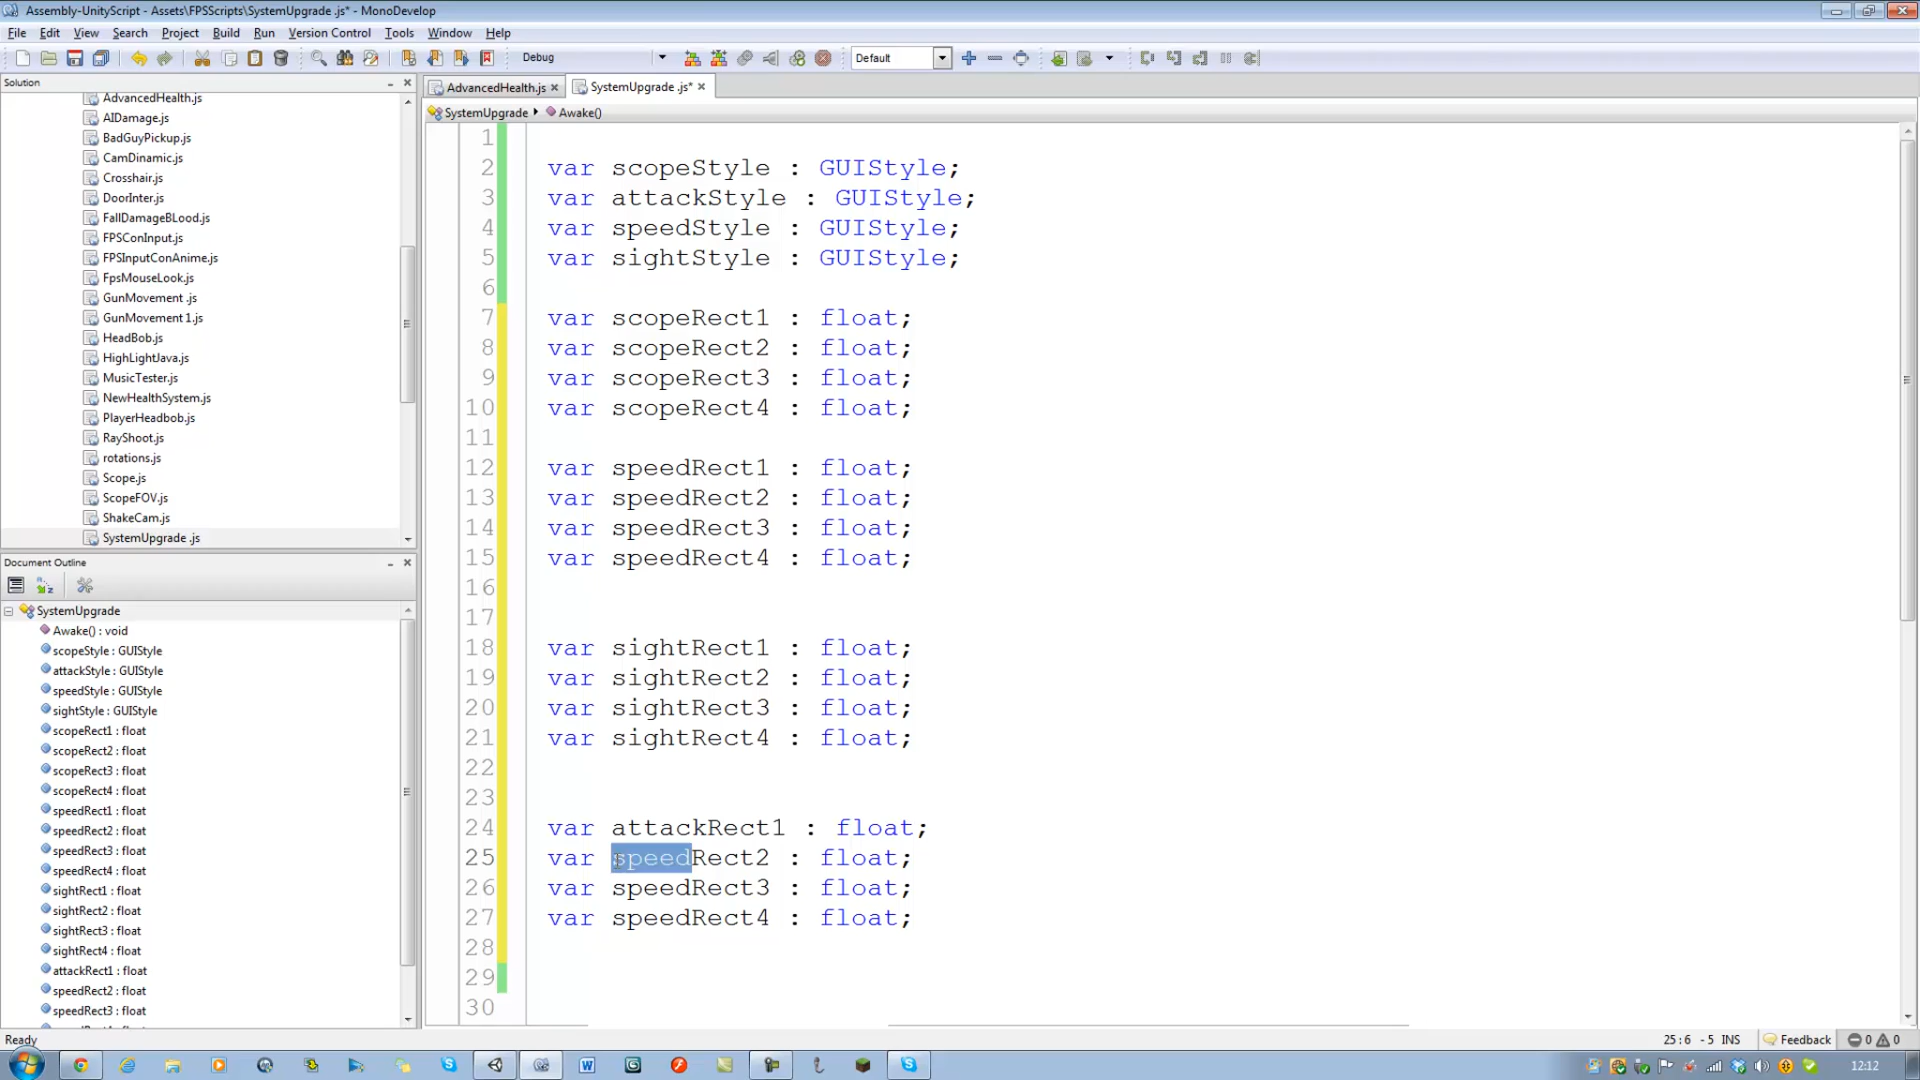 Assembly-UnityScript - Assets\FPSScripts\SystemUpgrade .js* - MonoDevelop
File Edit View Search Project Build Run Version Control Tools Window Help
Debug Default
Solution
AdvancedHealth.js
AIDamage.js
BadGuyPickup.js
CamDinamic.js
Crosshair.js
DoorInter.js
FallDamageBLood.js
FPSConInput.js
FPSInputConAnime.js
FpsMouseLook.js
GunMovement .js
GunMovement 1.js
HeadBob.js
HighLightJava.js
MusicTester.js
NewHealthSystem.js
PlayerHeadbob.js
RayShoot.js
rotations.js
Scope.js
ScopeFOV.js
ShakeCam.js
SystemUpgrade .js
Document Outline
SystemUpgrade
Awake() : void
scopeStyle : GUIStyle
attackStyle : GUIStyle
speedStyle : GUIStyle
sightStyle : GUIStyle
scopeRect1 : float
scopeRect2 : float
scopeRect3 : float
scopeRect4 : float
speedRect1 : float
speedRect2 : float
speedRect3 : float
speedRect4 : float
sightRect1 : float
sightRect2 : float
sightRect3 : float
sightRect4 : float
attackRect1 : float
speedRect2 : float
speedRect3 : float
AdvancedHealth.js SystemUpgrade .js*
SystemUpgrade Awake()
1
2 var scopeStyle : GUIStyle;
3 var attackStyle : GUIStyle;
4 var speedStyle : GUIStyle;
5 var sightStyle : GUIStyle;
6
7 var scopeRect1 : float;
8 var scopeRect2 : float;
9 var scopeRect3 : float;
10 var scopeRect4 : float;
11
12 var speedRect1 : float;
13 var speedRect2 : float;
14 var speedRect3 : float;
15 var speedRect4 : float;
16
17
18 var sightRect1 : float;
19 var sightRect2 : float;
20 var sightRect3 : float;
21 var sightRect4 : float;
22
23
24 var attackRect1 : float;
25 var speedRect2 : float;
26 var speedRect3 : float;
27 var speedRect4 : float;
28
29
30
Ready 25 : 6 - 5 INS Feedback 0 0
12:12